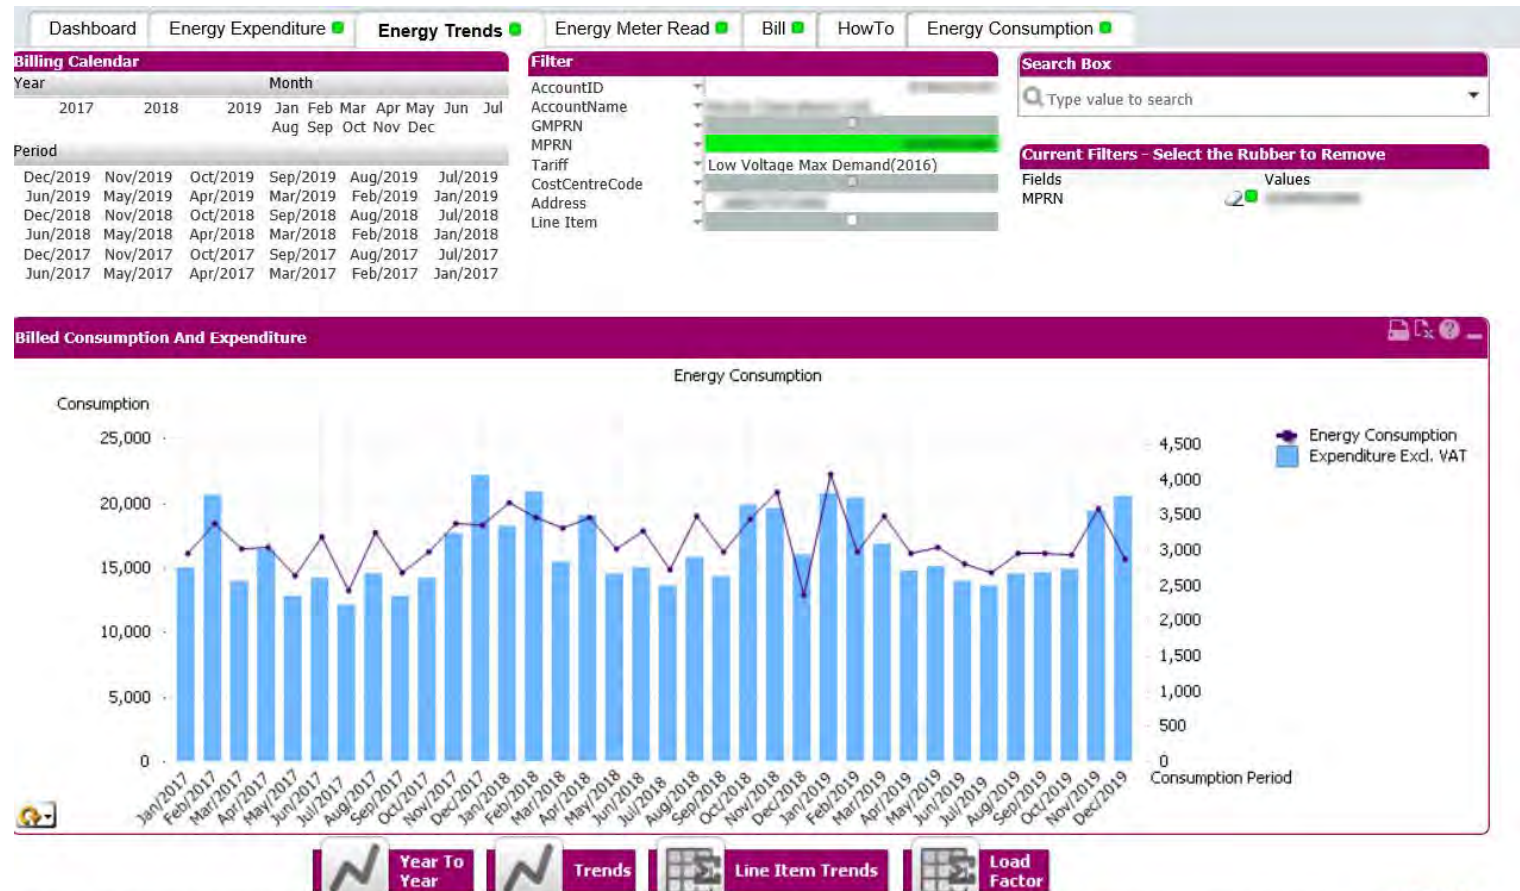 Dashboard Energy Expenditure Energy Trends Energy Meter Read Bill HowTo Energy Consumption
Billing Calendar
Year Month
2017 2018 2019 Jan Feb Mar Apr May Jun Jul
Aug Sep Oct Nov Dec
Period
Dec/2019 Nov/2019 Oct/2019 Sep/2019 Aug/2019 Jul/2019
Jun/2019 May/2019 Apr/2019 Mar/2019 Feb/2019 Jan/2019
Dec/2018 Nov/2018 Oct/2018 Sep/2018 Aug/2018 Jul/2018
Jun/2018 May/2018 Apr/2018 Mar/2018 Feb/2018 Jan/2018
Dec/2017 Nov/2017 Oct/2017 Sep/2017 Aug/2017 Jul/2017
Jun/2017 May/2017 Apr/2017 Mar/2017 Feb/2017 Jan/2017
Filter
AccountID
AccountName
GMPRN
MPRN
Tariff Low Voltage Max Demand(2016)
CostCentreCode
Address
Line Item
Search Box
Type value to search
Current Filters - Select the Rubber to Remove
Fields Values
MPRN
Billed Consumption And Expenditure
Energy Consumption
Consumption
25,000
20,000
15,000
10,000
5,000
0
4,500
4,000
3,500
3,000
2,500
2,000
1,500
1,000
500
0
Energy Consumption
Expenditure Excl. VAT
Consumption Period
Jan/2017 Feb/2017 Mar/2017 Apr/2017 May/2017 Jun/2017 Jul/2017 Aug/2017 Sep/2017 Oct/2017 Nov/2017 Dec/2017 Jan/2018 Feb/2018 Mar/2018 Apr/2018 May/2018 Jun/2018 Jul/2018 Aug/2018 Sep/2018 Oct/2018 Nov/2018 Dec/2018 Jan/2019 Feb/2019 Mar/2019 Apr/2019 May/2019 Jun/2019 Jul/2019 Aug/2019 Sep/2019 Oct/2019 Nov/2019 Dec/2019
Year To
Year
Trends
Line Item Trends
Load
Factor